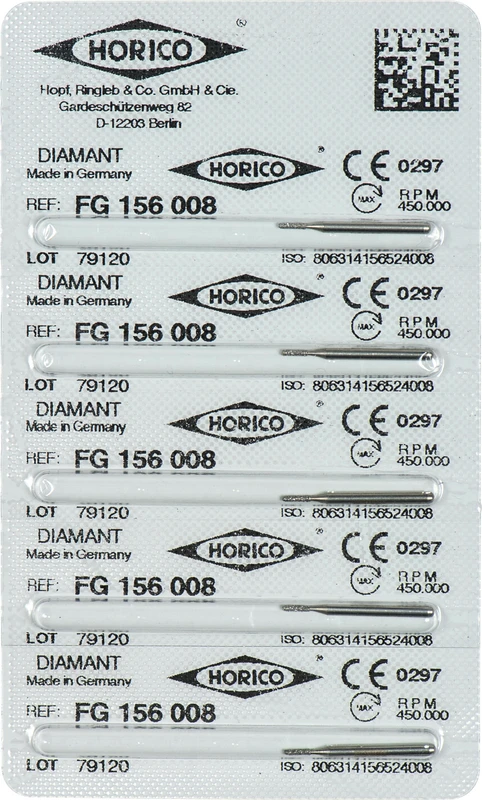 HORICO ®
Hopf, Ringleb & Co. GmbH & Cie.
Gardeschützenweg 82
D-12203 Berlin
DIAMANT HORICO ® CE 0297
Made in Germany
REF: FG 156 008 MAX RPM 450.000
LOT 79120 ISO: 806314156524008
DIAMANT HORICO ® CE 0297
Made in Germany
REF: FG 156 008 MAX RPM 450.000
LOT 79120 ISO: 806314156524008
DIAMANT HORICO ® CE 0297
Made in Germany
REF: FG 156 008 MAX RPM 450.000
LOT 79120 ISO: 806314156524008
DIAMANT HORICO ® CE 0297
Made in Germany
REF: FG 156 008 MAX RPM 450.000
LOT 79120 ISO: 806314156524008
DIAMANT HORICO ® CE 0297
Made in Germany
REF: FG 156 008 MAX RPM 450.000
LOT 79120 ISO: 806314156524008